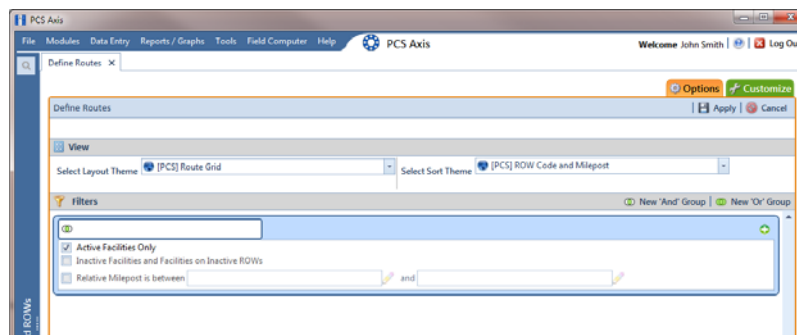 PCS Axis
File Modules Data Entry Reports / Graphs Tools Field Computer Help PCS Axis Welcome John Smith | Log Ou
Define Routes X
Options Customize
Define Routes | Apply | Cancel
View
Select Layout Theme [PCS] Route Grid Select Sort Theme [PCS] ROW Code and Milepost
Filters New 'And' Group | New 'Or' Group
Active Facilities Only
Inactive Facilities and Facilities on Inactive ROWs
Relative Milepost is between and
d ROWs